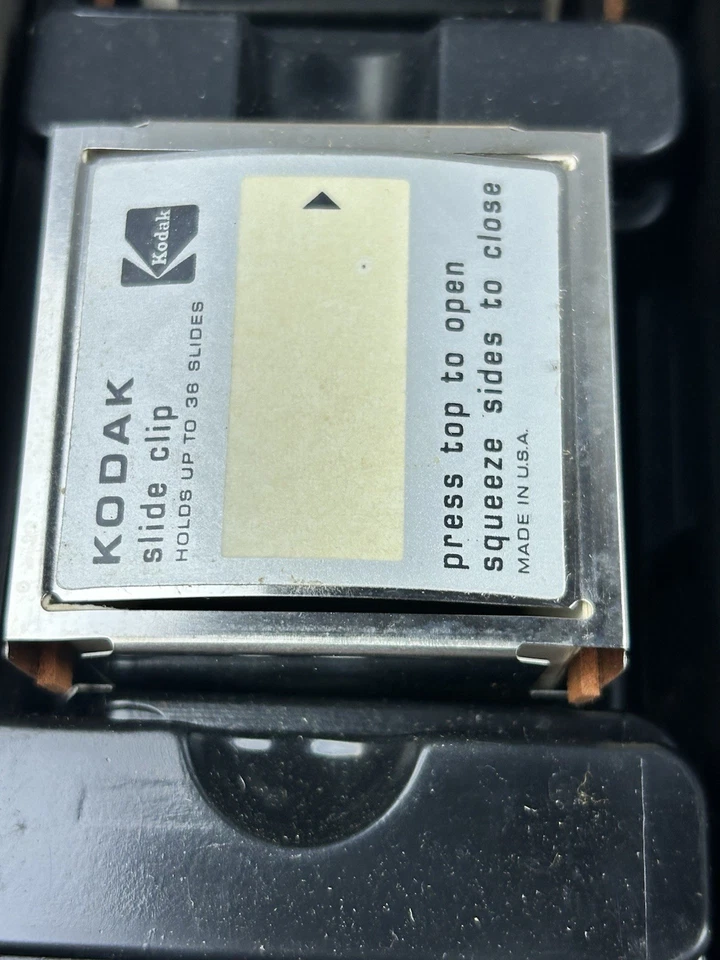 Kodak
KODAK
slide clip
HOLDS UP TO 36 SLIDES
press top to open
squeeze sides to close
MADE IN U.S.A.